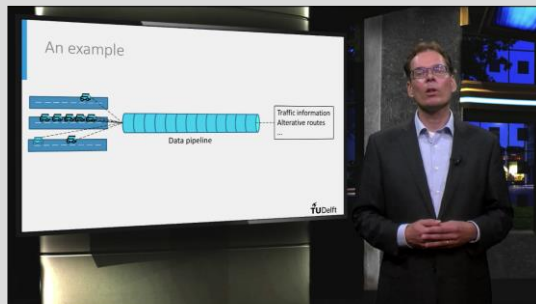 An example
Traffic information
Alterative routes
...
Data pipeline
TUDelft